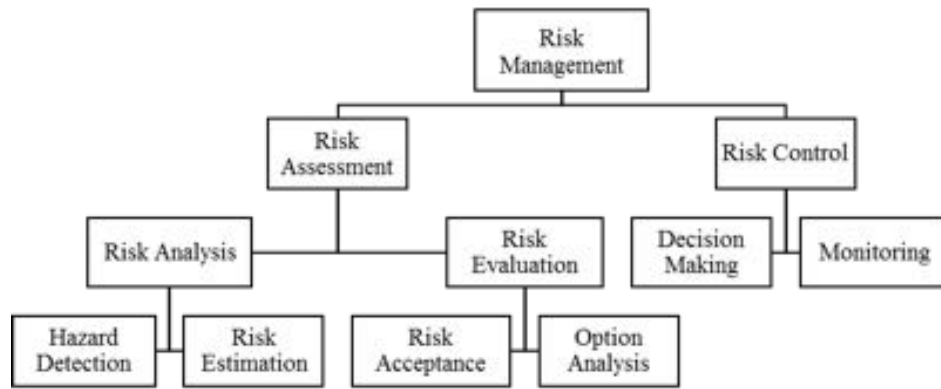 Risk
Management
Risk
Assessment
Risk Control
Risk Analysis
Risk
Evaluation
Decision
Making
Monitoring
Hazard
Detection
Risk
Estimation
Risk
Acceptance
Option
Analysis